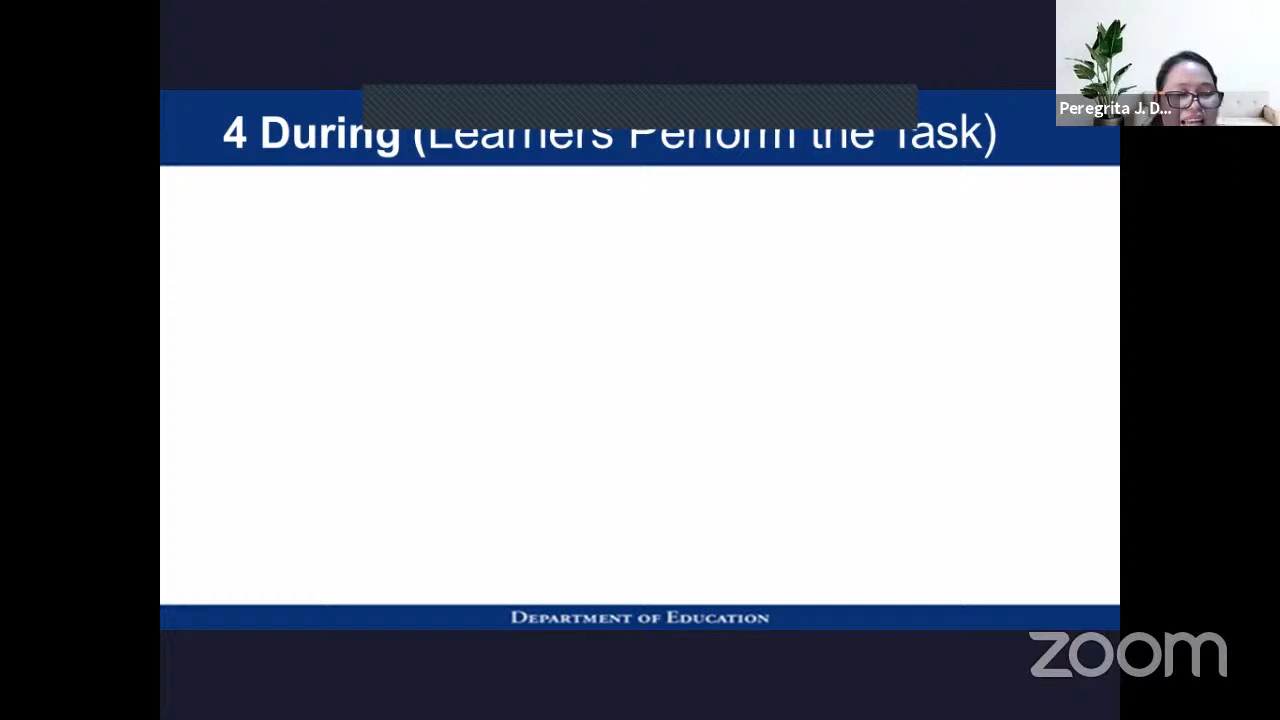 Peregrita J. D...
4 During (Learners Perform the Task)
DEPARTMENT OF EDUCATION
zoom